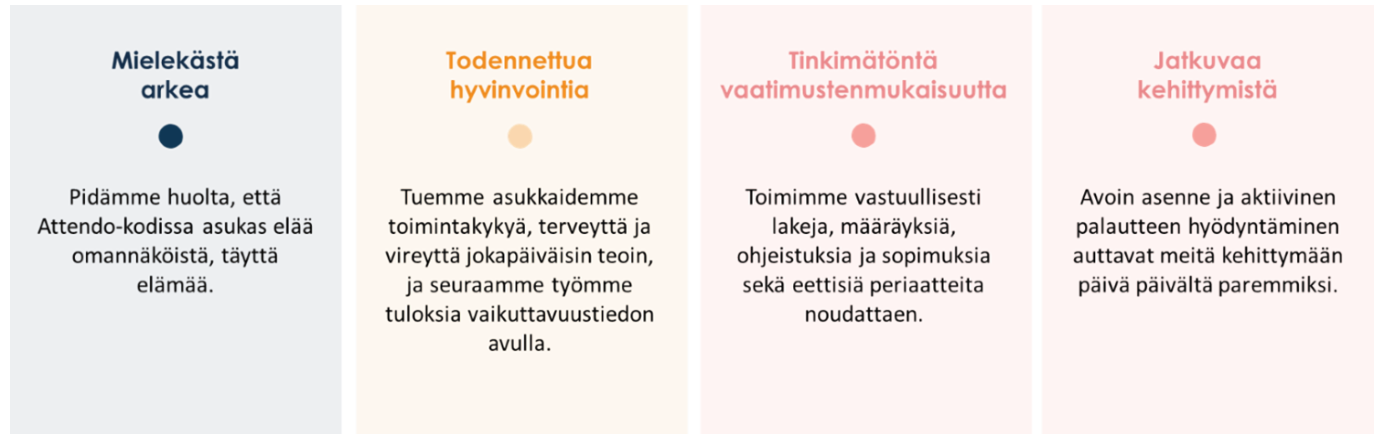 Mielekästä
arkea
Pidämme huolta, että
Attendo-kodissa asukas elää
omannäköistä, täyttä
elämää.
Todennettua
hyvinvointia
Tuemme asukkaidemme
toimintakykyä, terveyttä ja
vireyttä jokapäiväisin teoin,
ja seuraamme työmme
tuloksia vaikuttavuustiedon
avulla.
Tinkimätöntä
vaatimustenmukaisuutta
Toimimme vastuullisesti
lakeja, määräyksiä,
ohjeistuksia ja sopimuksia
sekä eettisiä periaatteita
noudattaen.
Jatkuvaa
kehittymistä
Avoin asenne ja aktiivinen
palautteen hyödyntäminen
auttavat meitä kehittymään
päivä päivältä paremmiksi.